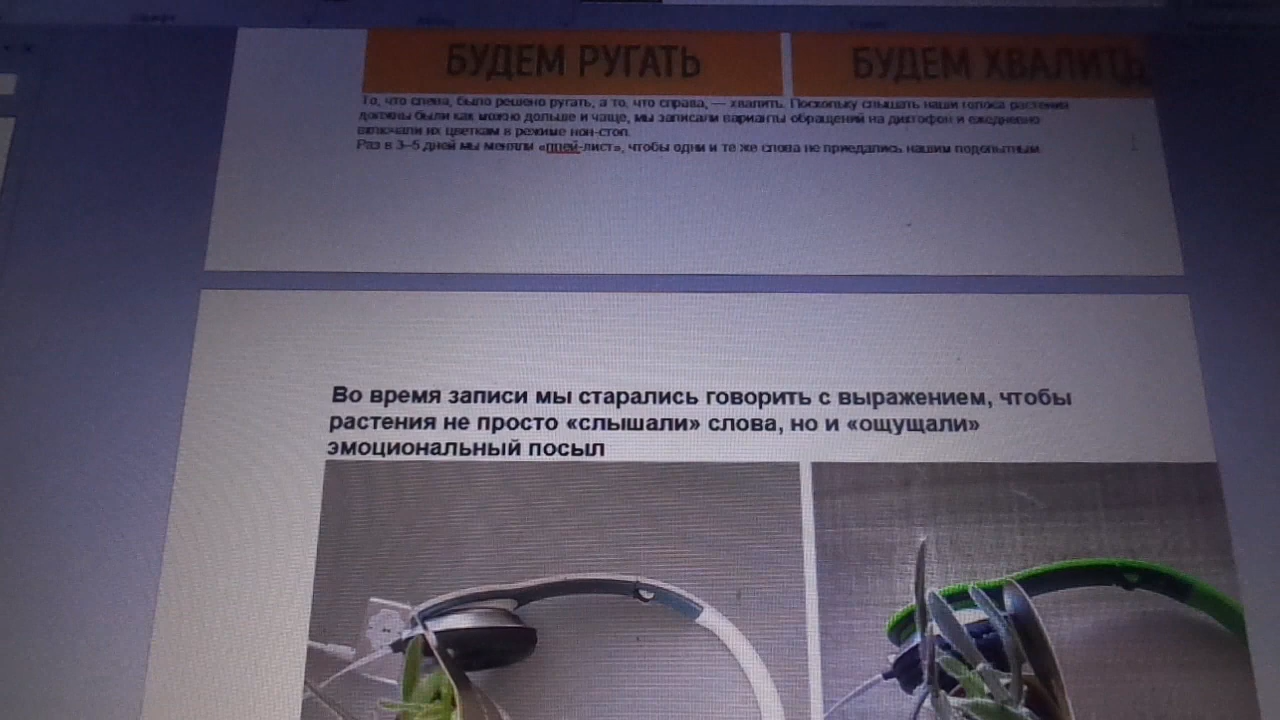 БУДЕМ РУГАТЬ
БУДЕМ ХВАЛИТЬ
То, что слева, было решено ругать, а то, что справа, — хвалить. Поскольку слышать наши голоса растения
должны были как можно дольше и чаще, мы записали варианты обращений на диктофон и ежедневно
включали их цветкам в режиме нон-стоп.
Раз в 3–5 дней мы меняли «плей-лист», чтобы одни и те же слова не приедались нашим подопытным.
Во время записи мы старались говорить с выражением, чтобы
растения не просто «слышали» слова, но и «ощущали»
эмоциональный посыл